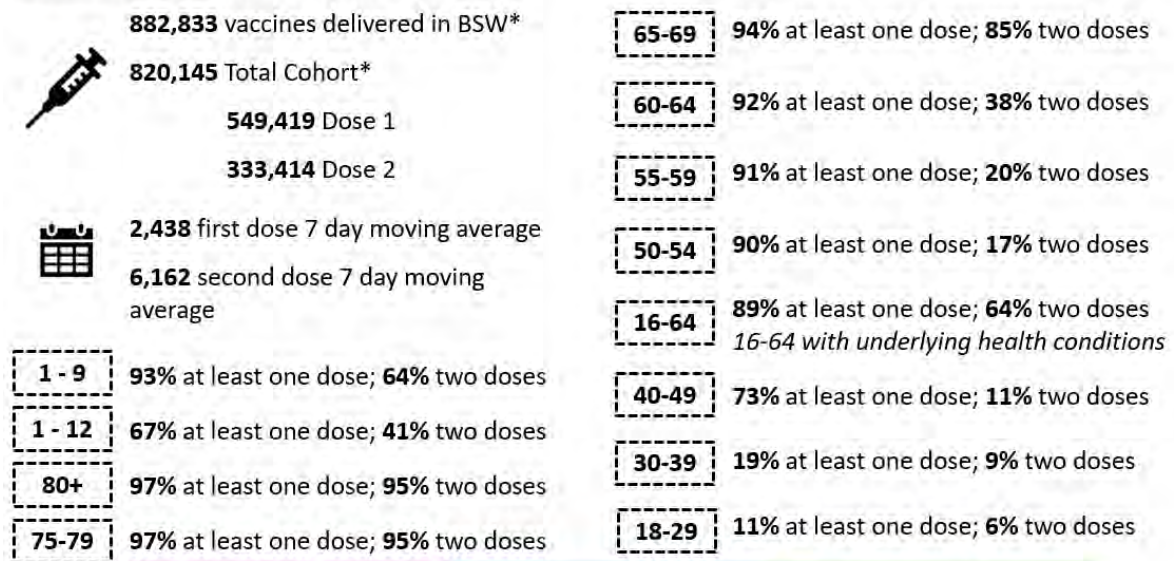 882,833 vaccines delivered in BSW*
820,145 Total Cohort*
549,419 Dose 1
333,414 Dose 2
2,438 first dose 7 day moving average
6,162 second dose 7 day moving
average
1 - 9 93% at least one dose; 64% two doses
1 - 12 67% at least one dose; 41% two doses
80+ 97% at least one dose; 95% two doses
75-79 97% at least one dose; 95% two doses
65-69 94% at least one dose; 85% two doses
60-64 92% at least one dose; 38% two doses
55-59 91% at least one dose; 20% two doses
50-54 90% at least one dose; 17% two doses
16-64 89% at least one dose; 64% two doses
16-64 with underlying health conditions
40-49 73% at least one dose; 11% two doses
30-39 19% at least one dose; 9% two doses
18-29 11% at least one dose; 6% two doses